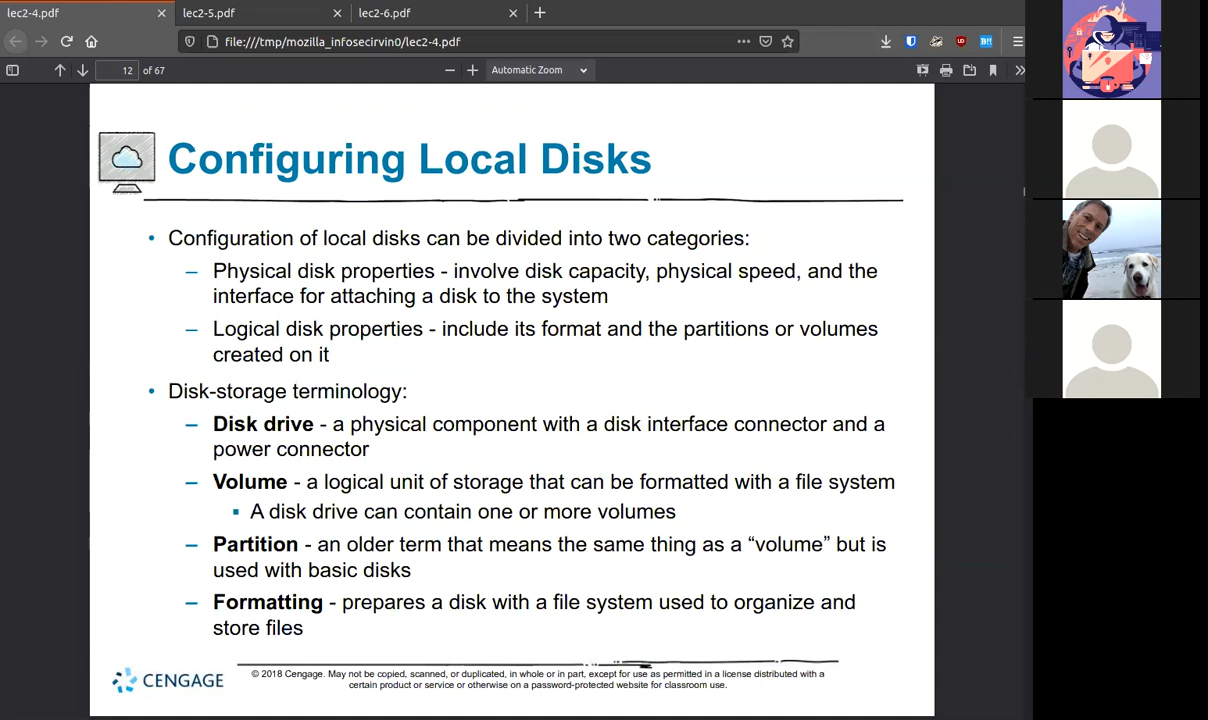 lec2-4.pdf
lec2-5.pdf
lec2-6.pdf
file:///tmp/mozilla_infosecirvin0/lec2-4.pdf
12 of 67
Automatic Zoom
Configuring Local Disks
• Configuration of local disks can be divided into two categories:
– Physical disk properties - involve disk capacity, physical speed, and the
interface for attaching a disk to the system
– Logical disk properties - include its format and the partitions or volumes
created on it
• Disk-storage terminology:
– Disk drive - a physical component with a disk interface connector and a
power connector
– Volume - a logical unit of storage that can be formatted with a file system
▪ A disk drive can contain one or more volumes
– Partition - an older term that means the same thing as a “volume” but is
used with basic disks
– Formatting - prepares a disk with a file system used to organize and
store files
CENGAGE
© 2018 Cengage. May not be copied, scanned, or duplicated, in whole or in part, except for use as permitted in a license distributed with a
certain product or service or otherwise on a password-protected website for classroom use.